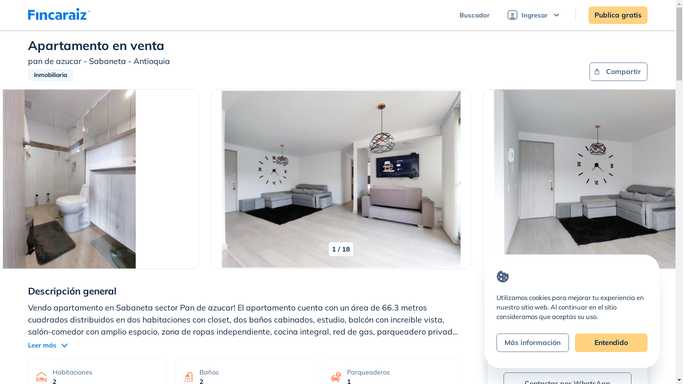 Fincaraiz
Buscador
Ingresar
Publica gratis
Apartamento en venta
pan de azucar - Sabaneta - Antioquia
Inmobiliaria
Compartir
1 / 18
Descripción general
Vendo apartamento en Sabaneta sector Pan de azucar! El apartamento cuenta con un área de 66.3 metros
cuadrados distribuidos en dos habitaciones con closet, dos baños cabinados, estudio, balcón con increible vista,
salón-comedor con amplio espacio, zona de ropas independiente, cocina integral, red de gas, parqueadero privad...
Leer más
Habitaciones
2
Baños
2
Parqueaderos
1
Utilizamos cookies para mejorar tu experiencia en
nuestro sitio web. Al continuar en el sitio
consideramos que aceptas su uso.
Más información
Entendido
Contactar por WhatsApp